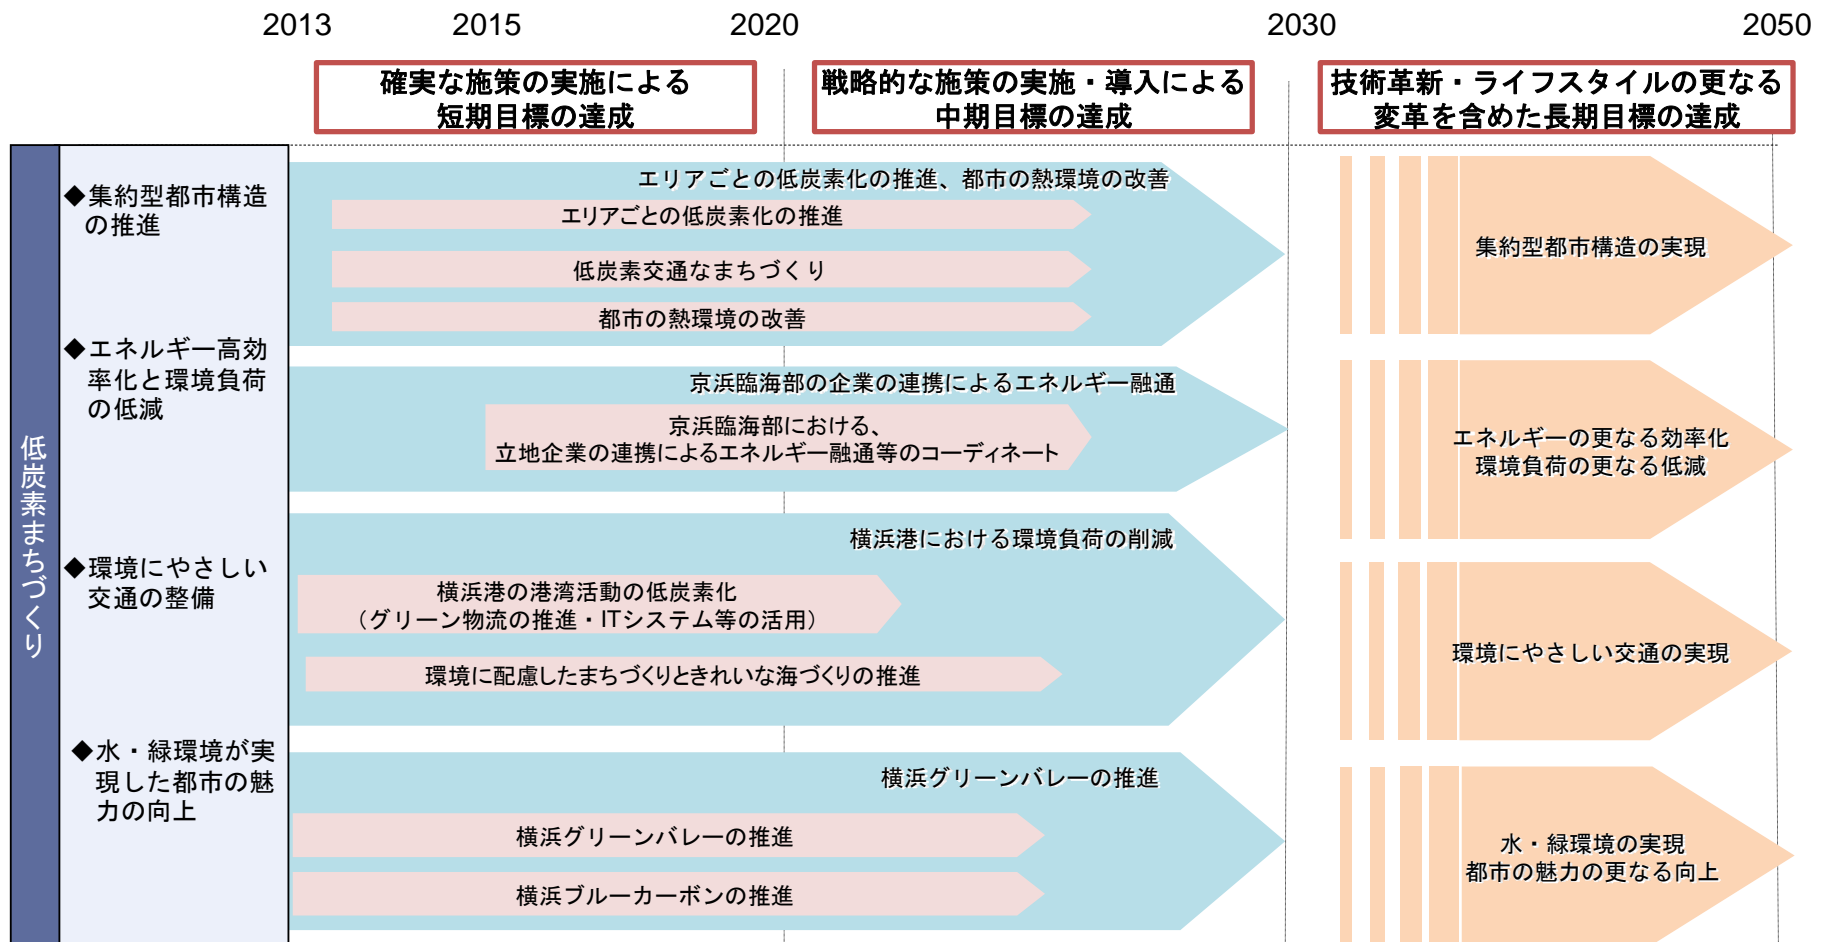 2013 2015 2020 2030 2050
確実な施策の実施による
短期目標の達成
戦略的な施策の実施・導入による
中期目標の達成
技術革新・ライフスタイルの更なる
変革を含めた長期目標の達成
低炭素まちづくり
◆集約型都市構造
の推進
エリアごとの低炭素化の推進、都市の熱環境の改善
エリアごとの低炭素化の推進
低炭素交通なまちづくり
都市の熱環境の改善
集約型都市構造の実現
◆エネルギー高効
率化と環境負荷
の低減
京浜臨海部の企業の連携によるエネルギー融通
京浜臨海部における、
立地企業の連携によるエネルギー融通等のコーディネート
エネルギーの更なる効率化
環境負荷の更なる低減
◆環境にやさしい
交通の整備
横浜港における環境負荷の削減
横浜港の港湾活動の低炭素化
（グリーン物流の推進・ITシステム等の活用）
環境に配慮したまちづくりときれいな海づくりの推進
環境にやさしい交通の実現
◆水・緑環境が実
現した都市の魅
力の向上
横浜グリーンバレーの推進
横浜グリーンバレーの推進
横浜ブルーカーボンの推進
水・緑環境の実現
都市の魅力の更なる向上